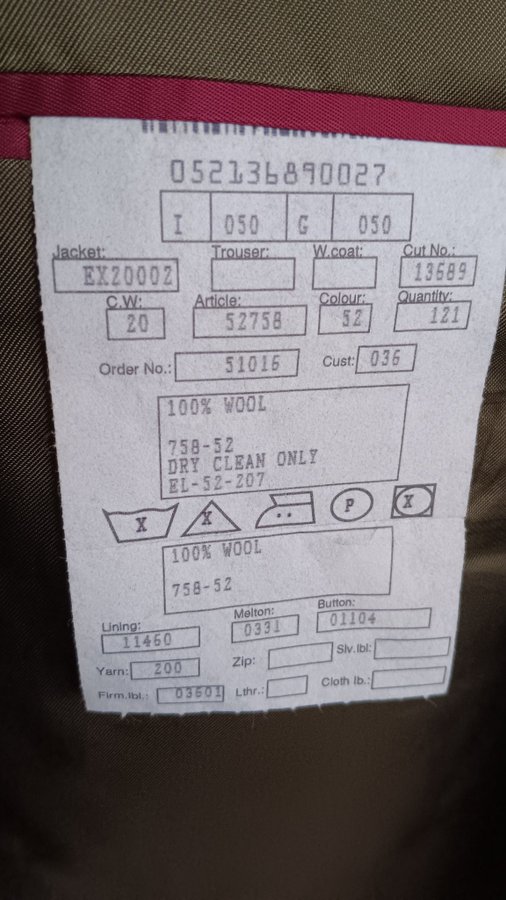 052136890027
I 050 G 050
Jacket: Trouser: W.coat: Cut No.:
EX20002 13689
C.W: Article: Colour: Quantity:
20 52758 52 121
Order No.: 51016 Cust: 036
100% WOOL
758-52
DRY CLEAN ONLY
EL-52-207
X X P X
100% WOOL
758-52
Lining: Melton: Button:
11460 0331 01104
Yarn: 200 Zip: Slv.lbl:
Firm.lbl.: 03601 Lthr.: Cloth lb.: